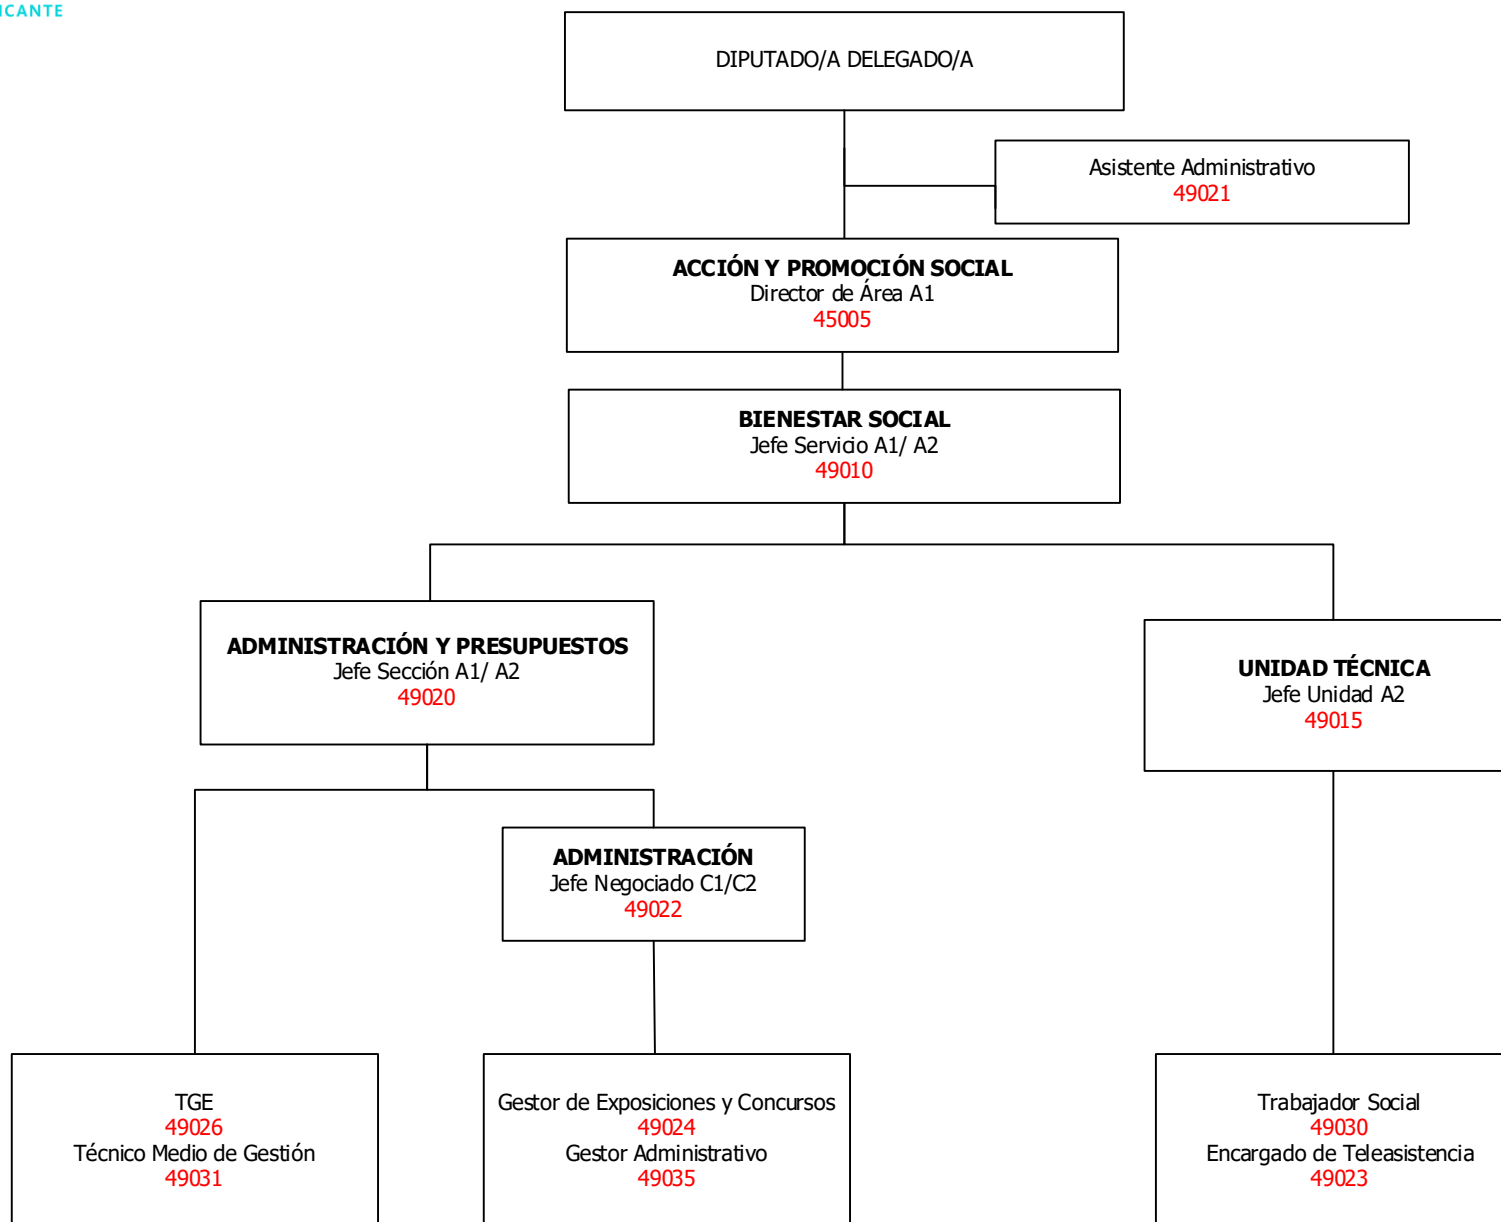 DIPUTADO/A DELEGADO/A
Asistente Administrativo
49021
ACCIÓN Y PROMOCIÓN SOCIAL
Director de Área A1
45005
BIENESTAR SOCIAL
Jefe Servicio A1/ A2
49010
ADMINISTRACIÓN Y PRESUPUESTOS
Jefe Sección A1/ A2
49020
UNIDAD TÉCNICA
Jefe Unidad A2
49015
ADMINISTRACIÓN
Jefe Negociado C1/C2
49022
TGE
49026
Técnico Medio de Gestión
49031
Gestor de Exposiciones y Concursos
49024
Gestor Administrativo
49035
Trabajador Social
49030
Encargado de Teleasistencia
49023